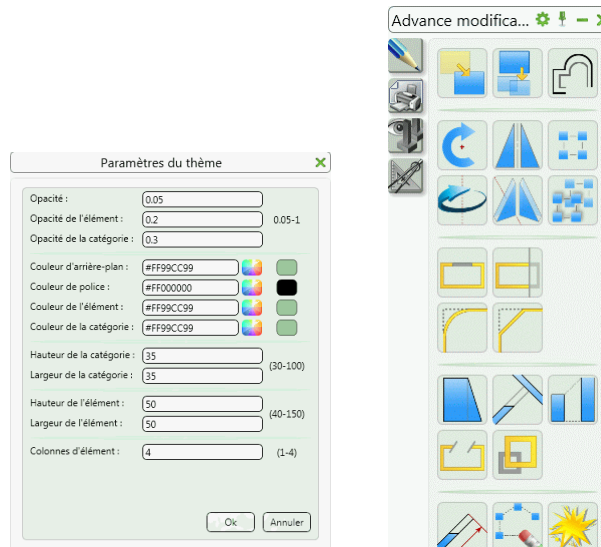 Advance modifica...
Paramètres du thème
Opacité : 0.05
Opacité de l'élément : 0.2 0.05-1
Opacité de la catégorie : 0.3
Couleur d'arrière-plan : #FF99CC99
Couleur de police : #FF000000
Couleur de l'élément : #FF99CC99
Couleur de la catégorie : #FF99CC99
Hauteur de la catégorie : 35
(30-100)
Largeur de la catégorie : 35
Hauteur de l'élément : 50
(40-150)
Largeur de l'élément : 50
Colonnes d'élément : 4 (1-4)
Ok Annuler